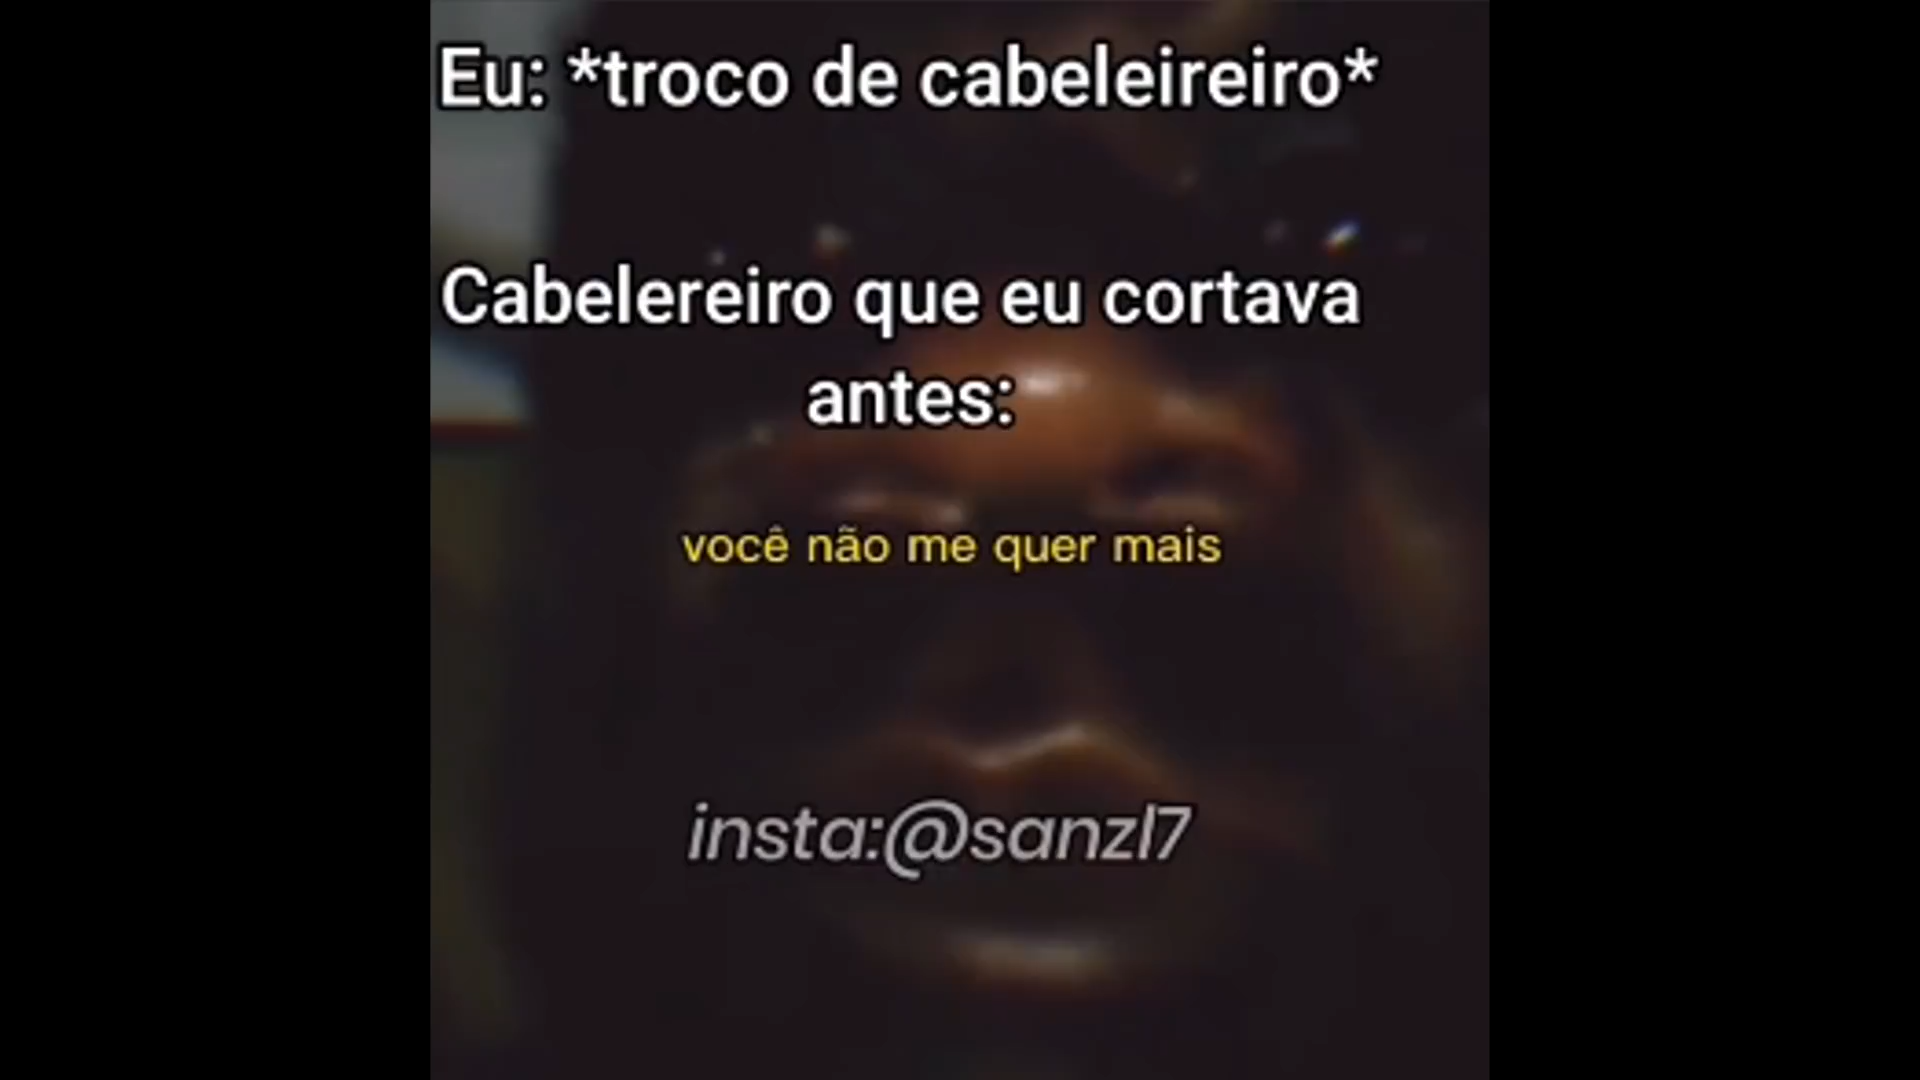 Eu: *troco de cabeleireiro*
Cabelereiro que eu cortava
antes:
você não me quer mais
insta:@sanzl7